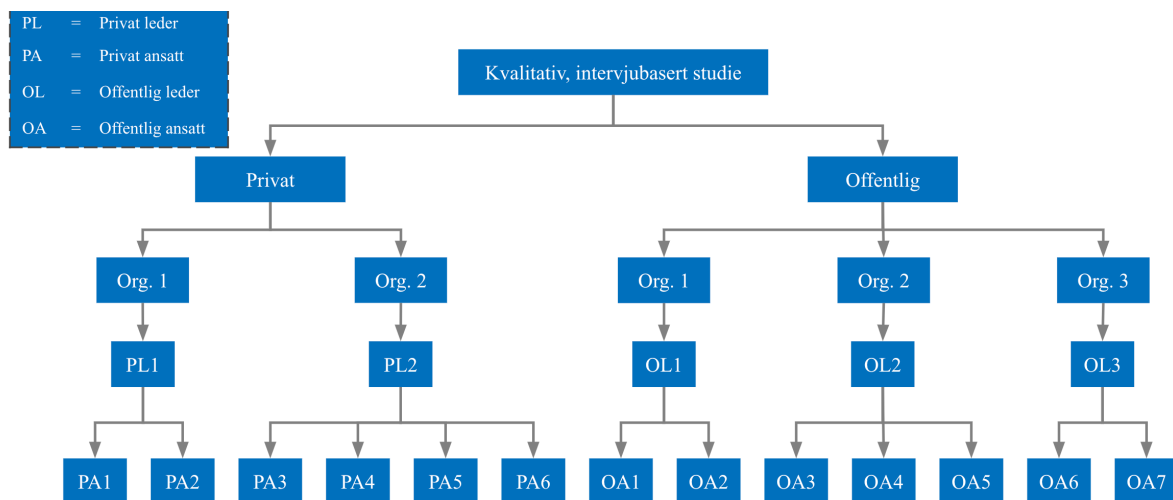 PL = Privat leder
PA = Privat ansatt
OL = Offentlig leder
OA = Offentlig ansatt
Kvalitativ, intervjubasert studie
Privat Offentlig
Org. 1 Org. 2 Org. 1 Org. 2 Org. 3
PL1 PL2 OL1 OL2 OL3
PA1 PA2 PA3 PA4 PA5 PA6 OA1 OA2 OA3 OA4 OA5 OA6 OA7